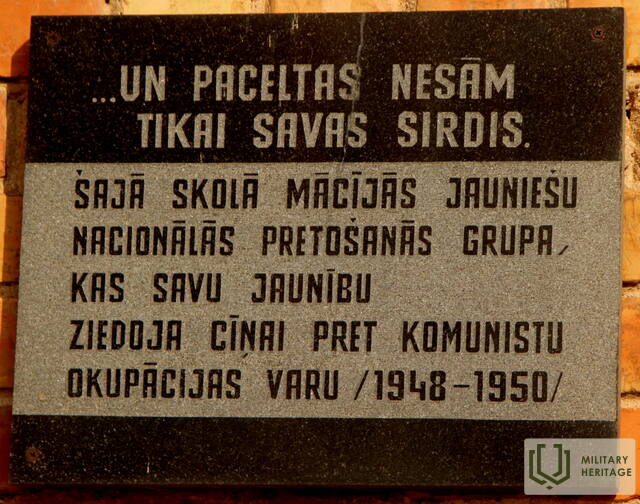 ...UN PACELTAS NESĀM
TIKAI SAVAS SIRDIS.
ŠAJĀ SKOLĀ MĀCĪJĀS JAUNIEŠU
NACIONĀLĀS PRETOŠANĀS GRUPA,
KAS SAVU JAUNĪBU
ZIEDOJA CĪŅAI PRET KOMUNISTU
OKUPĀCIJAS VARU /1948-1950/
MILITARY
HERITAGE